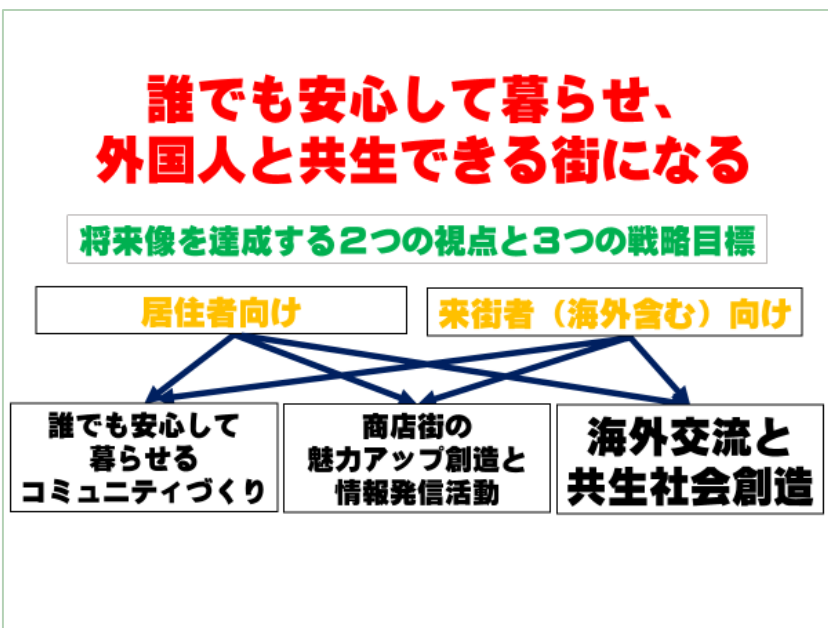 誰でも安心して暮らせ、
外国人と共生できる街になる
将来像を達成する２つの視点と３つの戦略目標
居住者向け
来街者（海外含む）向け
誰でも安心して
暮らせる
コミュニティづくり
商店街の
魅力アップ創造と
情報発信活動
海外交流と
共生社会創造